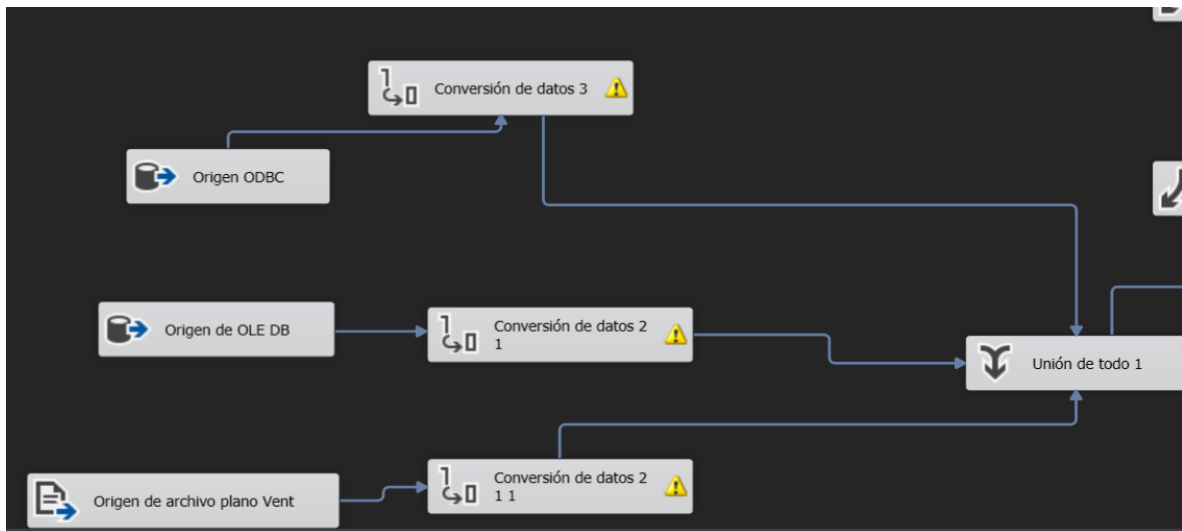 Conversión de datos 3
Origen ODBC
Origen de OLE DB
Conversión de datos 2
1
Unión de todo 1
Conversión de datos 2
1 1
Origen de archivo plano Vent